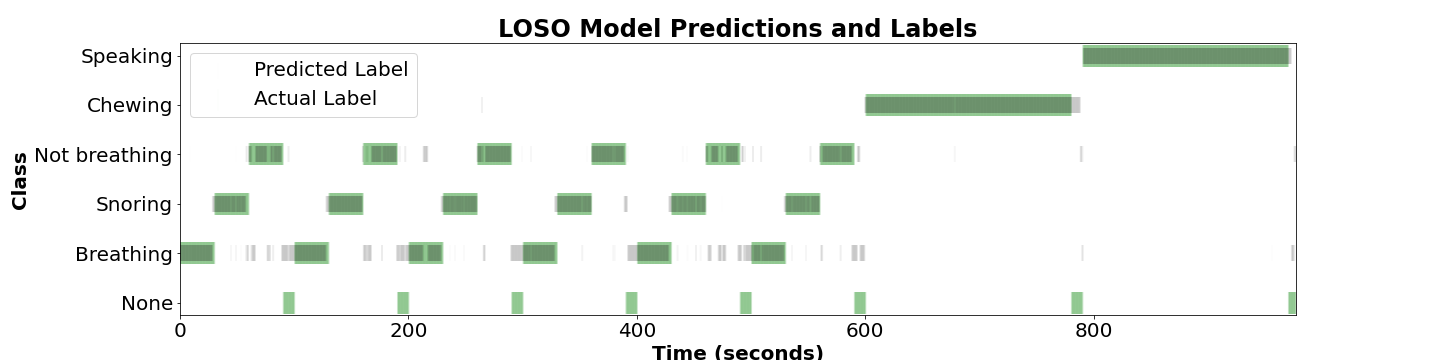 LOSO Model Predictions and Labels
Speaking
Chewing
Not breathing
Snoring
Breathing
None
Class
Predicted Label
Actual Label
0 200 400 600 800
Time (seconds)